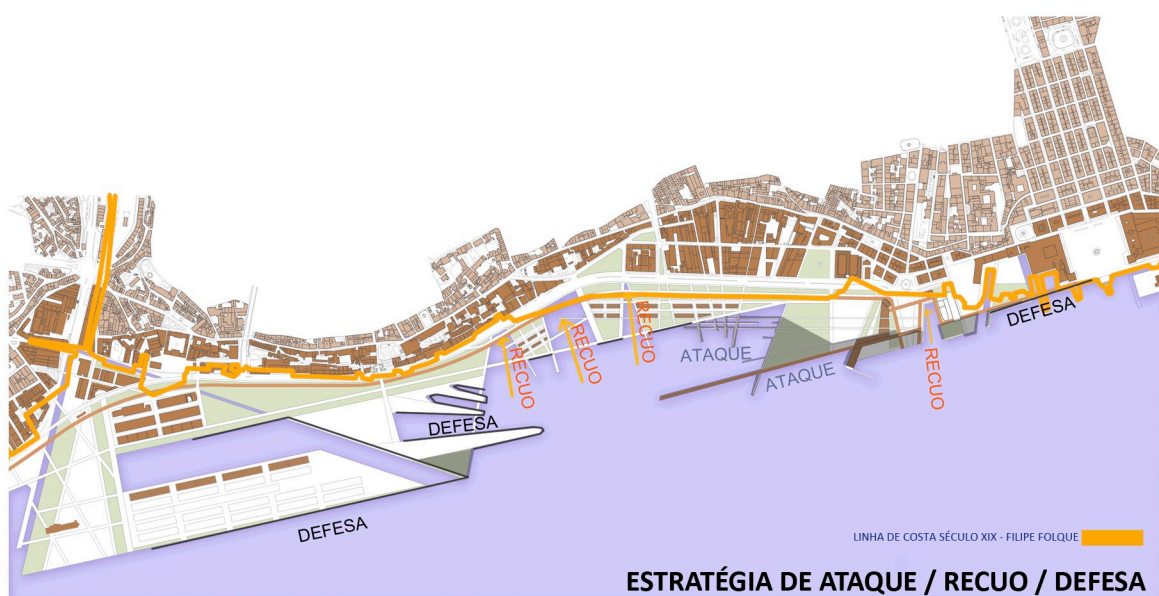 DEFESA
RECUO
ATAQUE
RECUO
ATAQUE
RECUO
RECUO
DEFESA
DEFESA
LINHA DE COSTA SÉCULO XIX - FILIPE FOLQUE
ESTRATÉGIA DE ATAQUE / RECUO / DEFESA